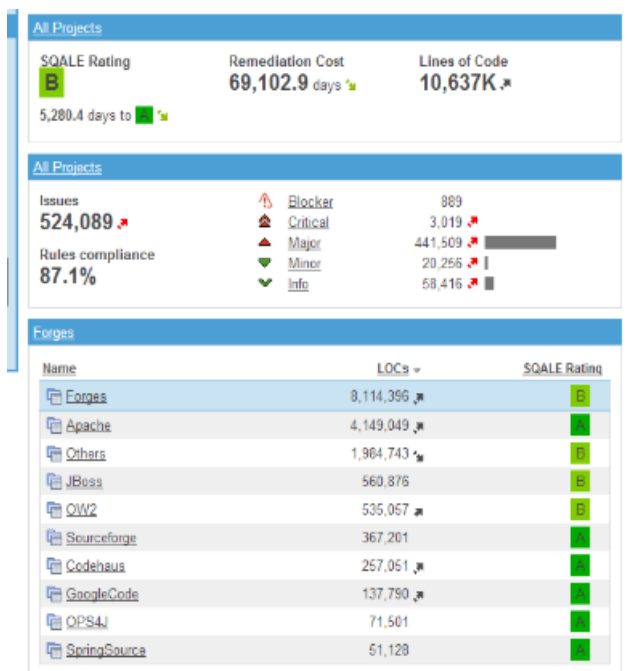 All Projects
SQALE Rating Remediation Cost Lines of Code
B 69,102.9 days 10,637K
5,280.4 days to A
All Projects
Issues
524,089
Rules compliance
87.1%
Blocker 889
Critical 3,019
Major 441,509
Minor 20,256
Info 58,416
Forges
Name LOCs SQALE Rating
Forges 8,114,396 B
Apache 4,149,049 A
Others 1,984,743 B
JBoss 560,876 B
OW2 535,057 B
Sourceforge 367,201 A
Codehaus 257,051 A
GoogleCode 137,790 A
OPS4J 71,501 A
SpringSource 51,128 A